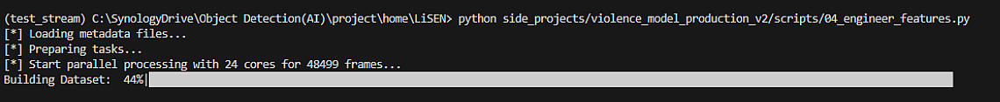 (test_stream) C:\SynologyDrive\Object Detection(AI)\project\home\LiSEN> python side_projects/violence_model_production_v2/scripts/04_engineer_features.py
[*] Loading metadata files...
[*] Preparing tasks...
[*] Start parallel processing with 24 cores for 48499 frames...
Building Dataset:  44%|